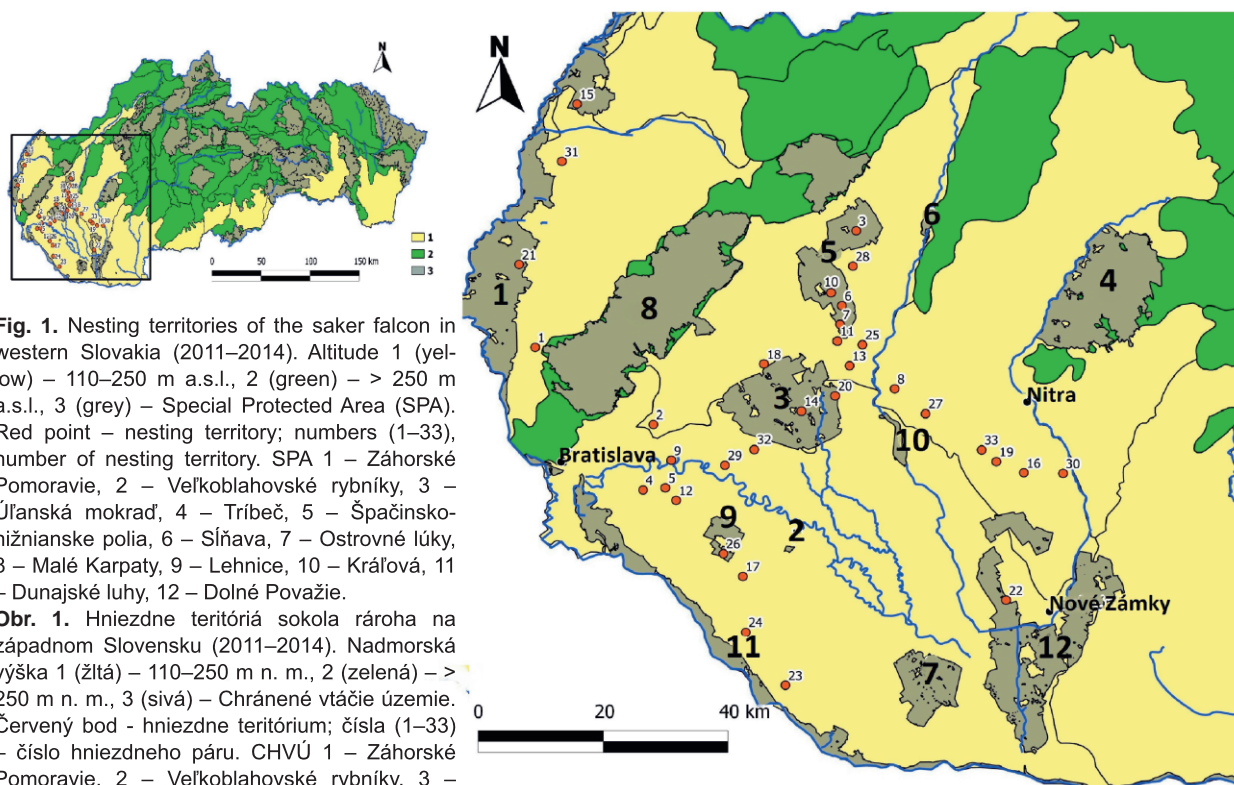 N
1
2
3
0 50 100 150 km
Fig. 1. Nesting territories of the saker falcon in
western Slovakia (2011–2014). Altitude 1 (yel-
low) – 110–250 m a.s.l., 2 (green) – > 250 m
a.s.l., 3 (grey) – Special Protected Area (SPA).
Red point – nesting territory; numbers (1–33),
number of nesting territory. SPA 1 – Záhorské
Pomoravie, 2 – Veľkoblahovské rybníky, 3 –
Úľanská mokraď, 4 – Tríbeč, 5 – Špačinsko-
nižnianske polia, 6 – Sĺňava, 7 – Ostrovné lúky,
8 – Malé Karpaty, 9 – Lehnice, 10 – Kráľová, 11
– Dunajské luhy, 12 – Dolné Považie.
Obr. 1. Hniezdne teritóriá sokola rároha na
západnom Slovensku (2011–2014). Nadmorská
výška 1 (žltá) – 110–250 m n. m., 2 (zelená) – >
250 m n. m., 3 (sivá) – Chránené vtáčie územie.
Červený bod - hniezdne teritórium; čísla (1–33)
– číslo hniezdneho páru. CHVÚ 1 – Záhorské
Pomoravie, 2 – Veľkoblahovské rybníky, 3 –
N
15
31
6
3
5
28
21
10
4
1
8
6
7
11
25
1
18
13
3
20
8
14
27
Nitra
2
10
32
33
Bratislava
9
29
19
16
30
4
5
12
9
2
26
17
22
Nové Zámky
24
11
12
7
23
0 20 40 km